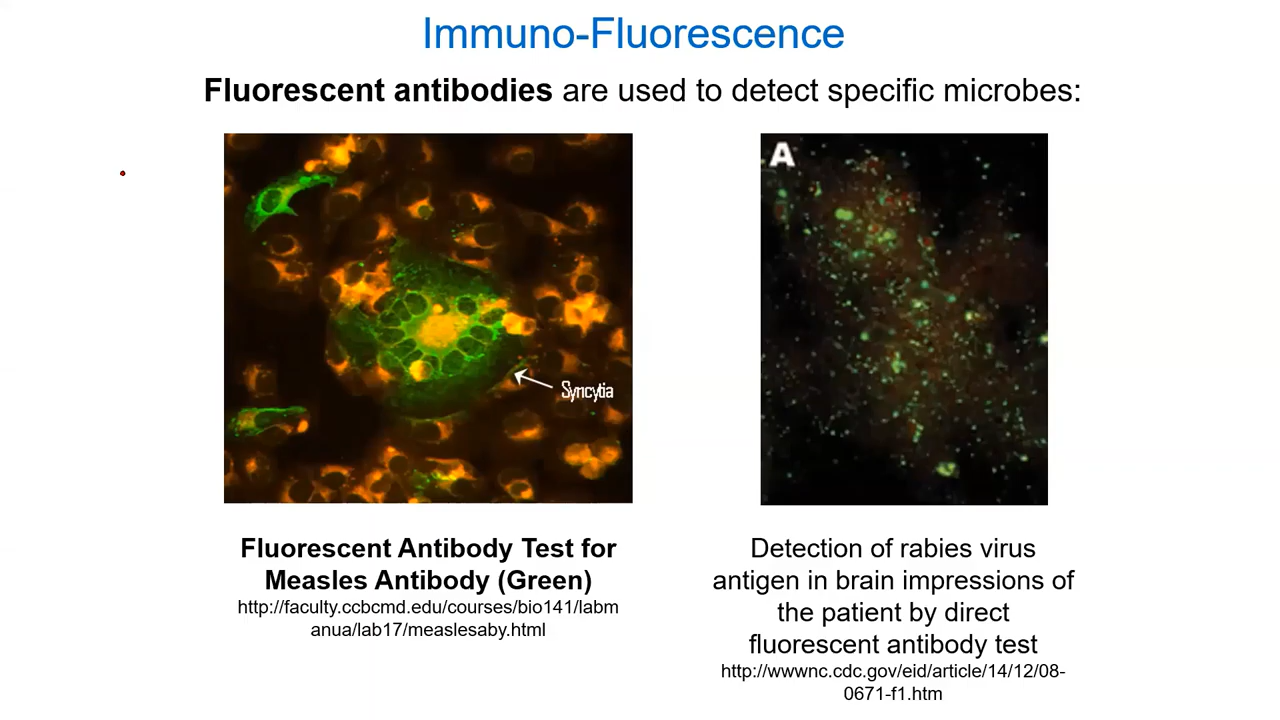 Immuno-Fluorescence
Fluorescent antibodies are used to detect specific microbes:
A
Syncytia
Fluorescent Antibody Test for
Measles Antibody (Green)
http://faculty.ccbcmd.edu/courses/bio141/labm
anua/lab17/measlesaby.html
Detection of rabies virus
antigen in brain impressions of
the patient by direct
fluorescent antibody test
http://wwwnc.cdc.gov/eid/article/14/12/08-
0671-f1.htm